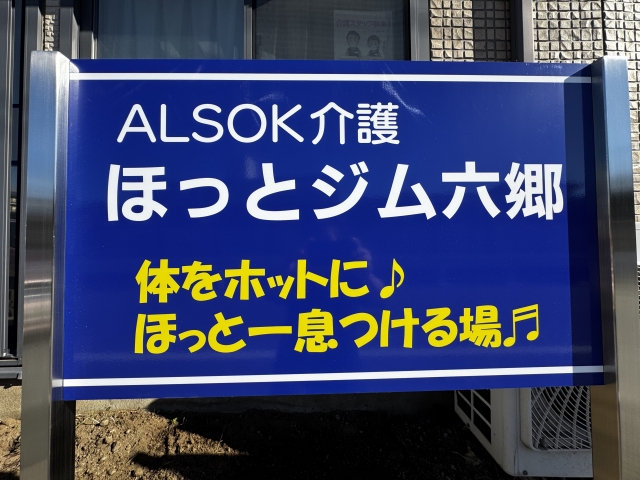 ALSOK介護
ほっとジム六郷
体をホットに♪
ほっと一息つける場♬